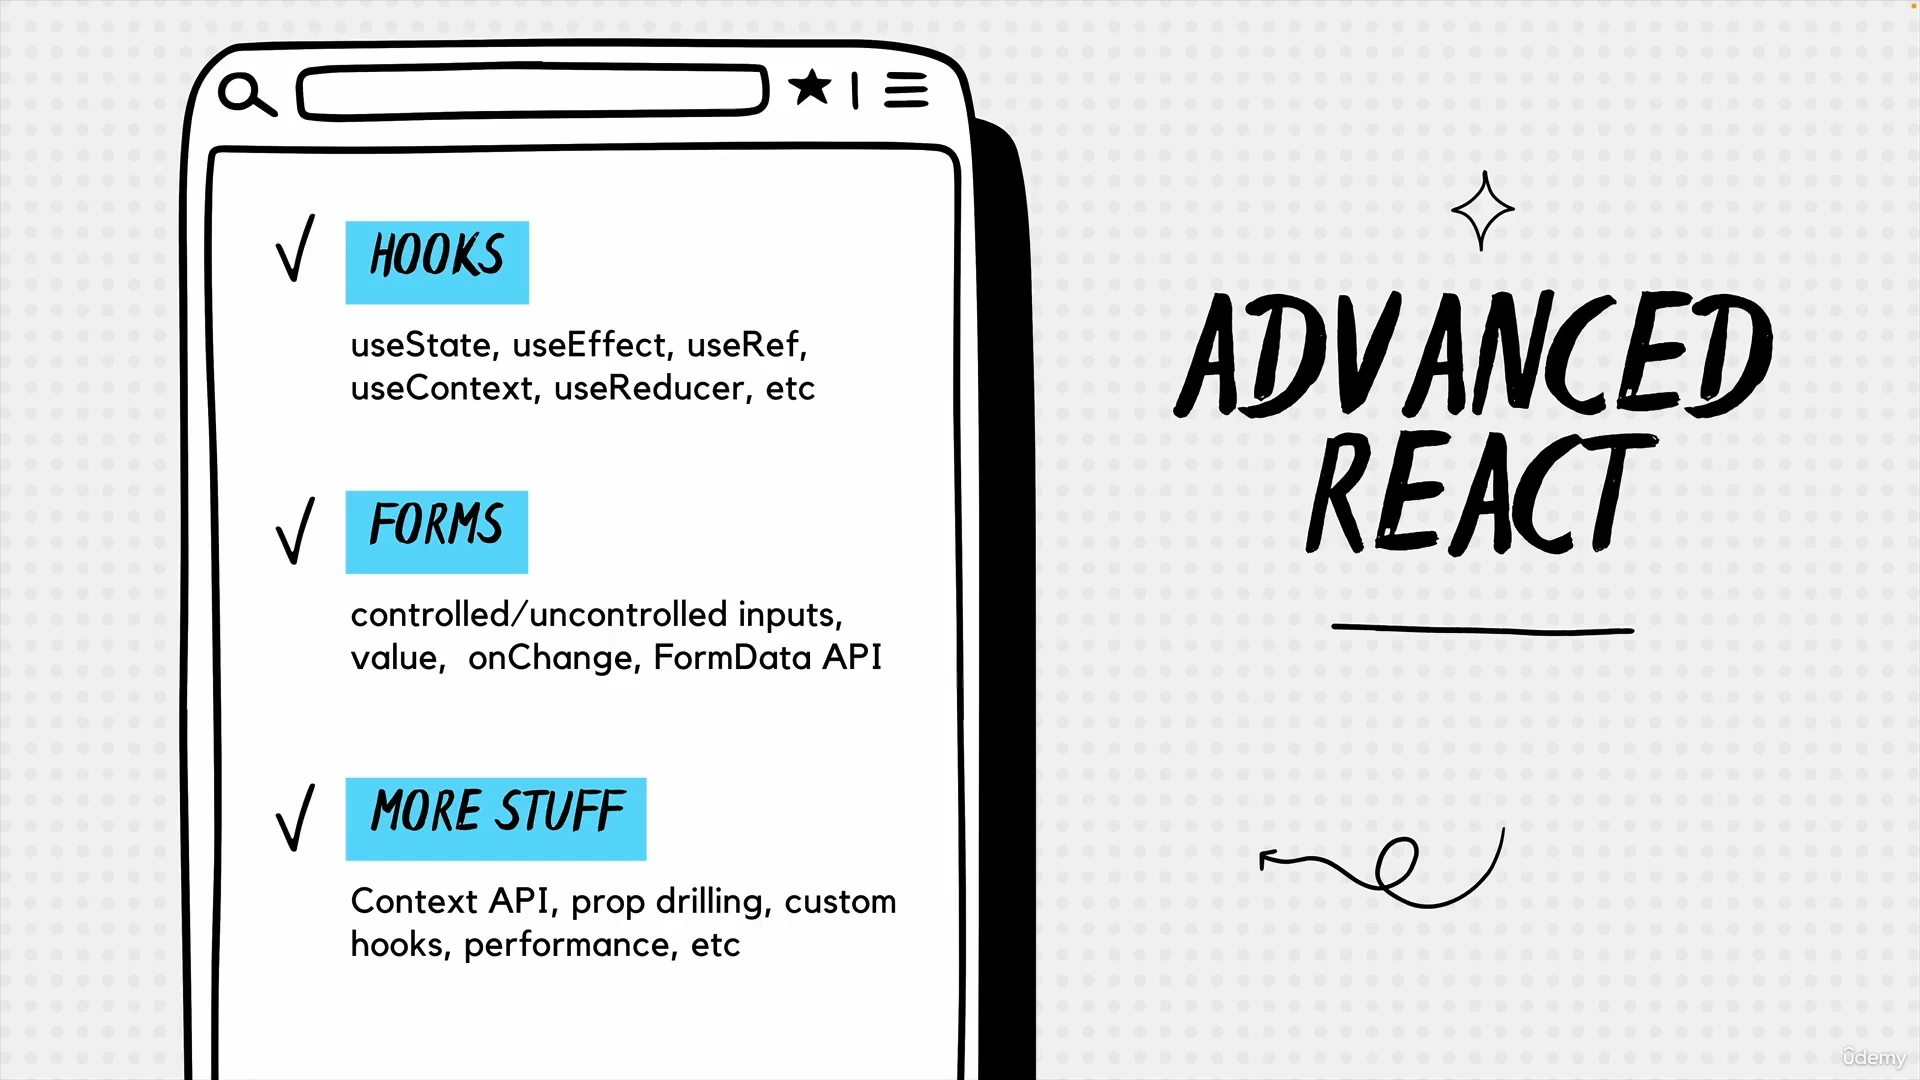 HOOKS
useState, useEffect, useRef,
useContext, useReducer, etc
FORMS
controlled/uncontrolled inputs,
value, onChange, FormData API
MORE STUFF
Context API, prop drilling, custom
hooks, performance, etc
ADVANCED
REACT
ûdemy